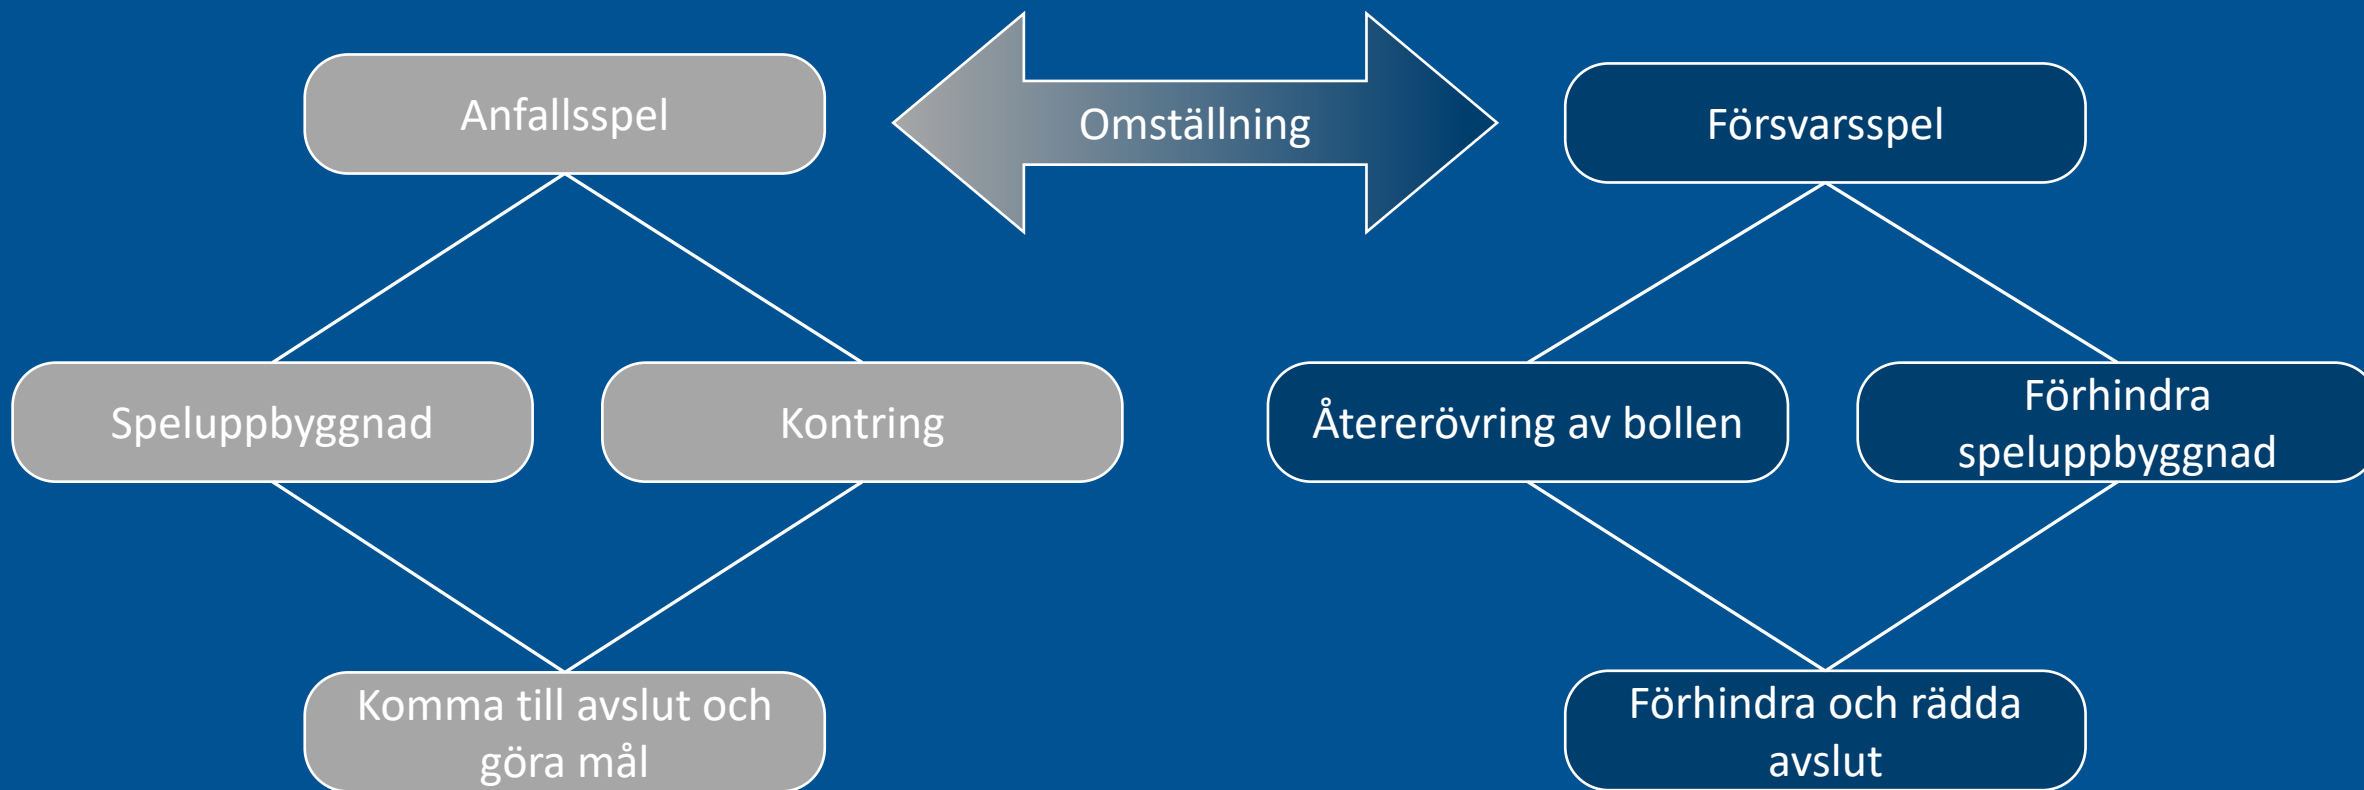 Anfallsspel
Omställning
Försvarsspel
Speluppbyggnad
Kontring
Återerövring av bollen
Förhindra
speluppbyggnad
Komma till avslut och
göra mål
Förhindra och rädda
avslut